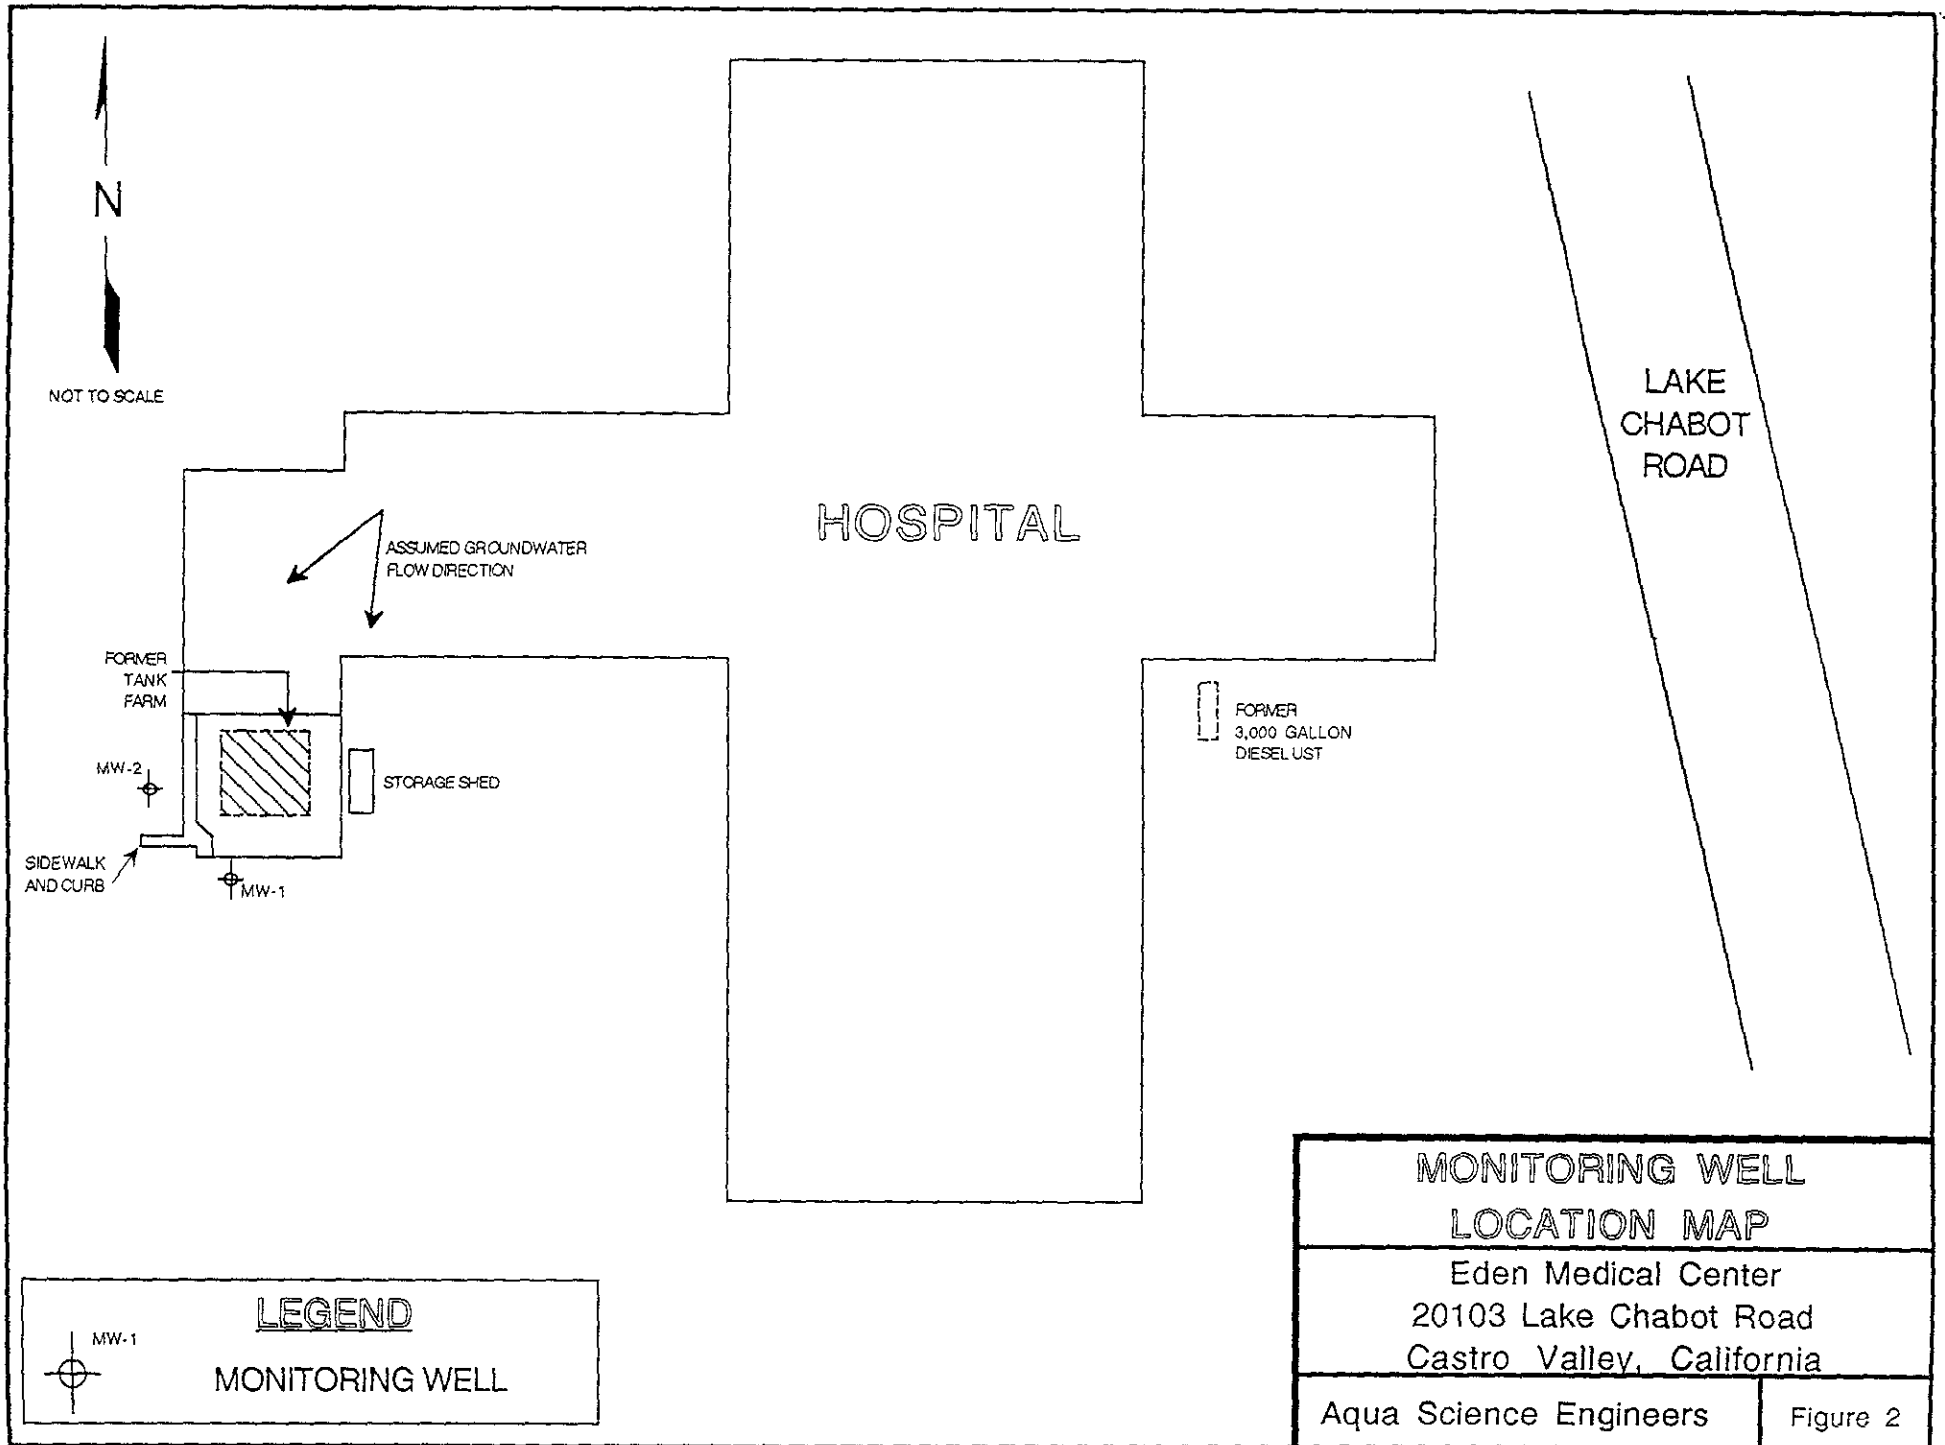 N
NOT TO SCALE
LAKE
CHABOT
ROAD
HOSPITAL
ASSUMED GROUNDWATER
FLOW DIRECTION
FORMER
TANK
FARM
FORMER
3,000 GALLON
DIESEL UST
MW-2
STORAGE SHED
SIDEWALK
AND CURB
MW-1
MONITORING WELL
LOCATION MAP
Eden Medical Center
20103 Lake Chabot Road
Castro Valley, California
Aqua Science Engineers
Figure 2
LEGEND
MW-1
MONITORING WELL